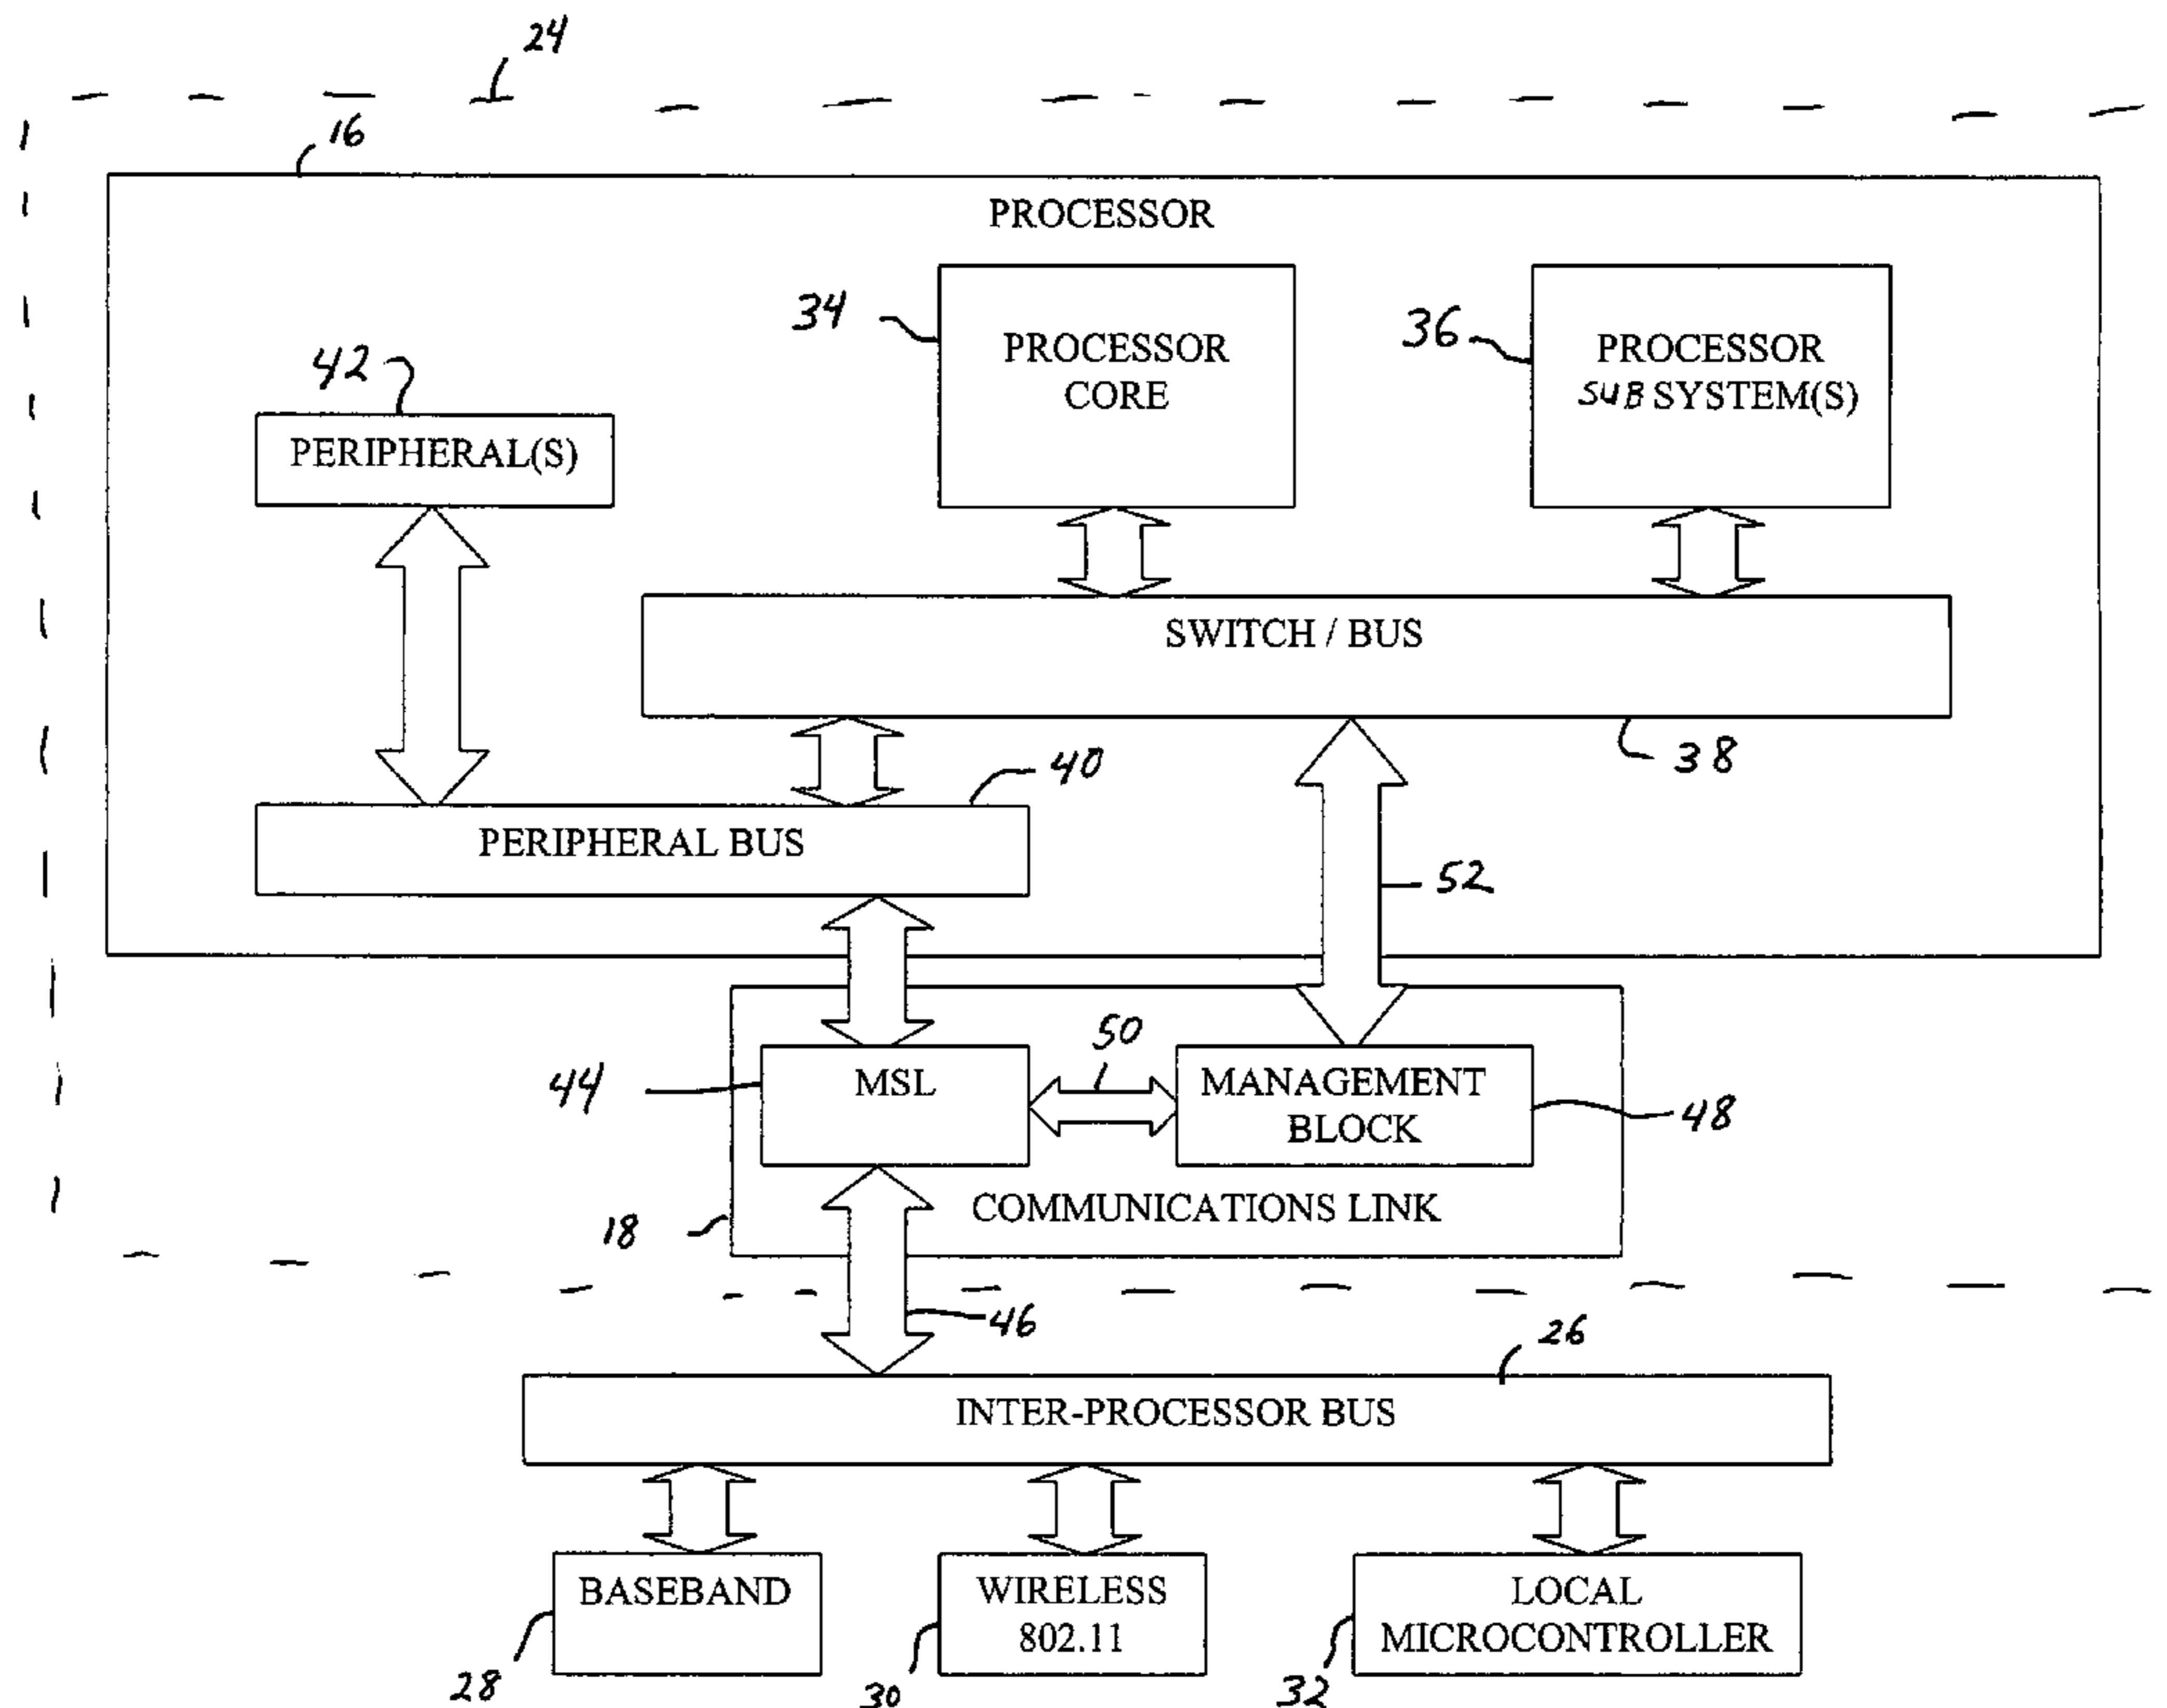 24
16
PROCESSOR
34
PROCESSOR
CORE
36
PROCESSOR
SUB SYSTEM(S)
42
PERIPHERAL(S)
SWITCH / BUS
38
40
PERIPHERAL BUS
52
50
44
MSL
MANAGEMENT
BLOCK
48
18
COMMUNICATIONS LINK
46
26
INTER-PROCESSOR BUS
BASEBAND
WIRELESS
802.11
LOCAL
MICROCONTROLLER
28
30
32